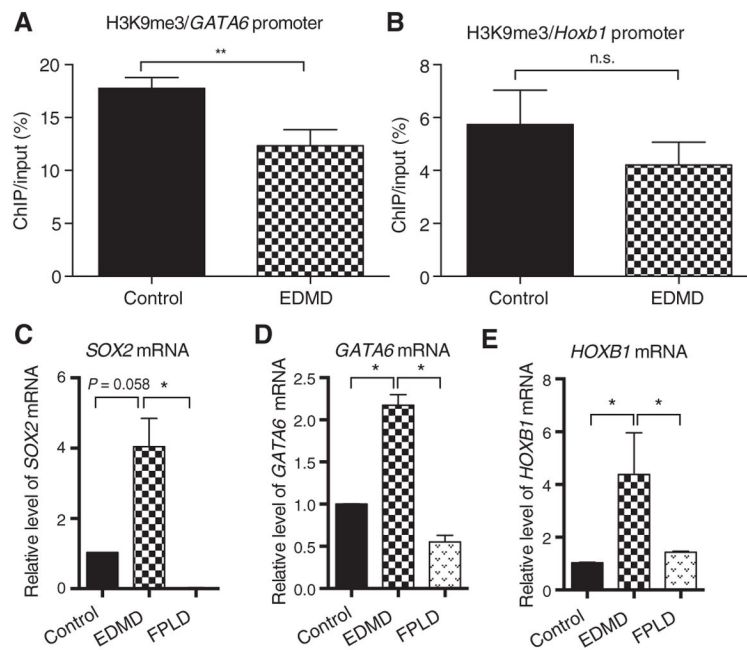 A
H3K9me3/GATA6 promoter
**
ChIP/input (%)
20
15
10
5
0
Control
EDMD
B
H3K9me3/Hoxb1 promoter
n.s.
ChIP/input (%)
8
6
4
2
0
Control
EDMD
C
SOX2 mRNA
P = 0.058
*
Relative level of SOX2 mRNA
6
4
2
0
Control
EDMD
FPLD
D
GATA6 mRNA
*
*
Relative level of GATA6 mRNA
2.5
2.0
1.5
1.0
0.5
0.0
Control
EDMD
FPLD
E
HOXB1 mRNA
*
*
Relative level of HOXB1 mRNA
8
6
4
2
0
Control
EDMD
FPLD